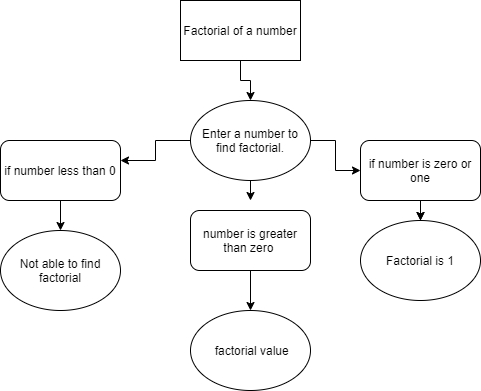 Factorial of a number
Enter a number to
find factorial.
if number less than 0
if number is zero or
one
number is greater
than zero
Not able to find
factorial
Factorial is 1
factorial value